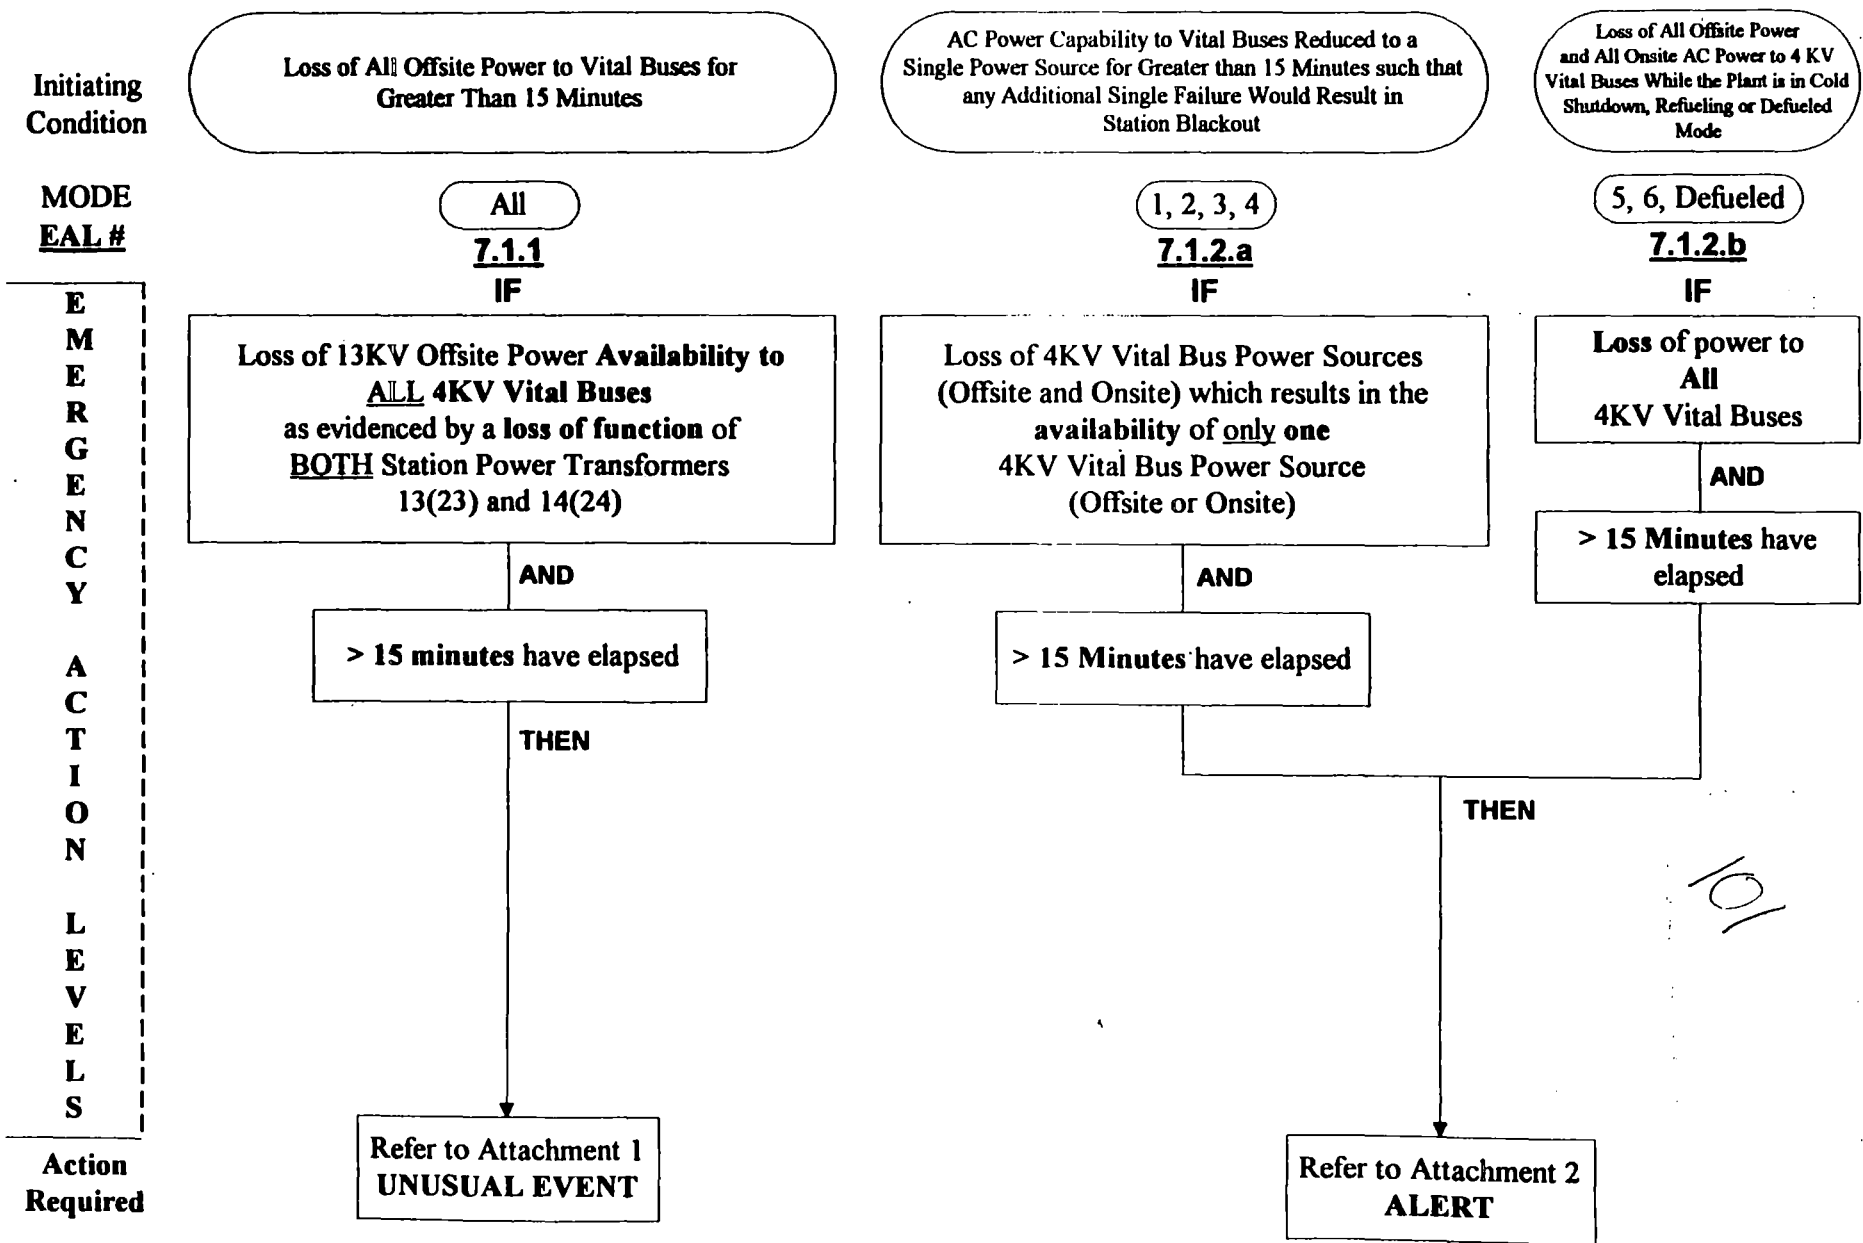 Initiating
Condition
Loss of All Offsite Power to Vital Buses for
Greater Than 15 Minutes
AC Power Capability to Vital Buses Reduced to a
Single Power Source for Greater than 15 Minutes such that
any Additional Single Failure Would Result in
Station Blackout
Loss of All Offsite Power
and All Onsite AC Power to 4 KV
Vital Buses While the Plant is in Cold
Shutdown, Refueling or Defueled
Mode
MODE
EAL #
All
7.1.1
1, 2, 3, 4
7.1.2.a
5, 6, Defueled
7.1.2.b
EMERGENCY ACTION LEVELS
IF
Loss of 13KV Offsite Power Availability to
ALL 4KV Vital Buses
as evidenced by a loss of function of
BOTH Station Power Transformers
13(23) and 14(24)
AND
> 15 minutes have elapsed
THEN
IF
Loss of 4KV Vital Bus Power Sources
(Offsite and Onsite) which results in the
availability of only one
4KV Vital Bus Power Source
(Offsite or Onsite)
AND
> 15 Minutes have elapsed
IF
Loss of power to
All
4KV Vital Buses
AND
> 15 Minutes have
elapsed
THEN
101
Action
Required
Refer to Attachment 1
UNUSUAL EVENT
Refer to Attachment 2
ALERT